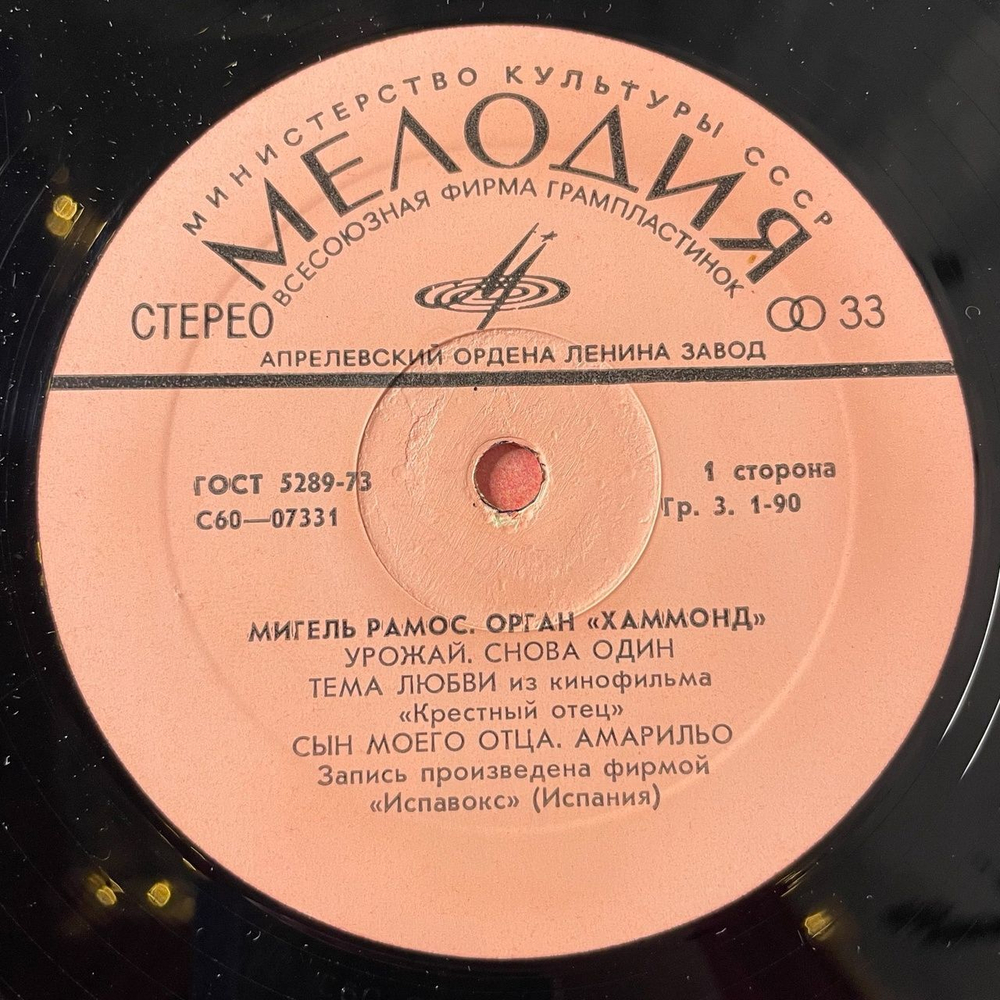 МИНИСТЕРСТВО КУЛЬТУРЫ СССР
МЕЛОДИЯ
ВСЕСОЮЗНАЯ ФИРМА ГРАМПЛАСТИНОК
СТЕРЕО
33
АПРЕЛЕВСКИЙ ОРДЕНА ЛЕНИНА ЗАВОД
ГОСТ 5289-73
1 сторона
С60—07331
Гр. 3. 1-90
МИГЕЛЬ РАМОС. ОРГАН «ХАММОНД»
УРОЖАЙ. СНОВА ОДИН
ТЕМА ЛЮБВИ из кинофильма
«Крестный отец»
СЫН МОЕГО ОТЦА. АМАРИЛЬО
Запись произведена фирмой
«Испавокс» (Испания)